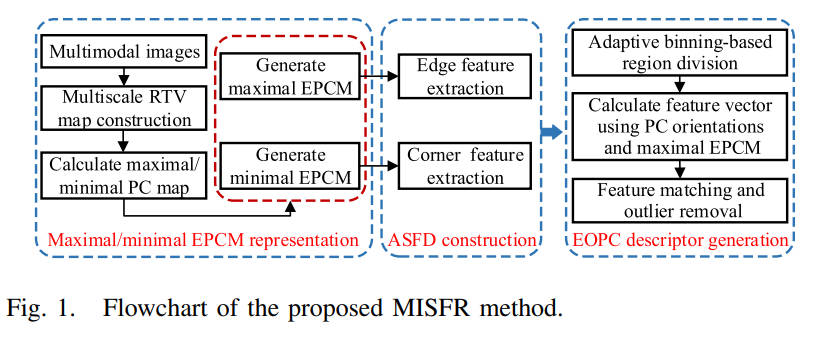 Multimodal images
Multiscale RTV
map construction
Calculate maximal/
minimal PC map
Generate
maximal EPCM
Generate
minimal EPCM
Maximal/minimal EPCM representation
Edge feature
extraction
Corner feature
extraction
ASFD construction
Adaptive binning-based
region division
Calculate feature vector
using PC orientations
and maximal EPCM
Feature matching and
outlier removal
EOPC descriptor generation
Fig. 1. Flowchart of the proposed MISFR method.